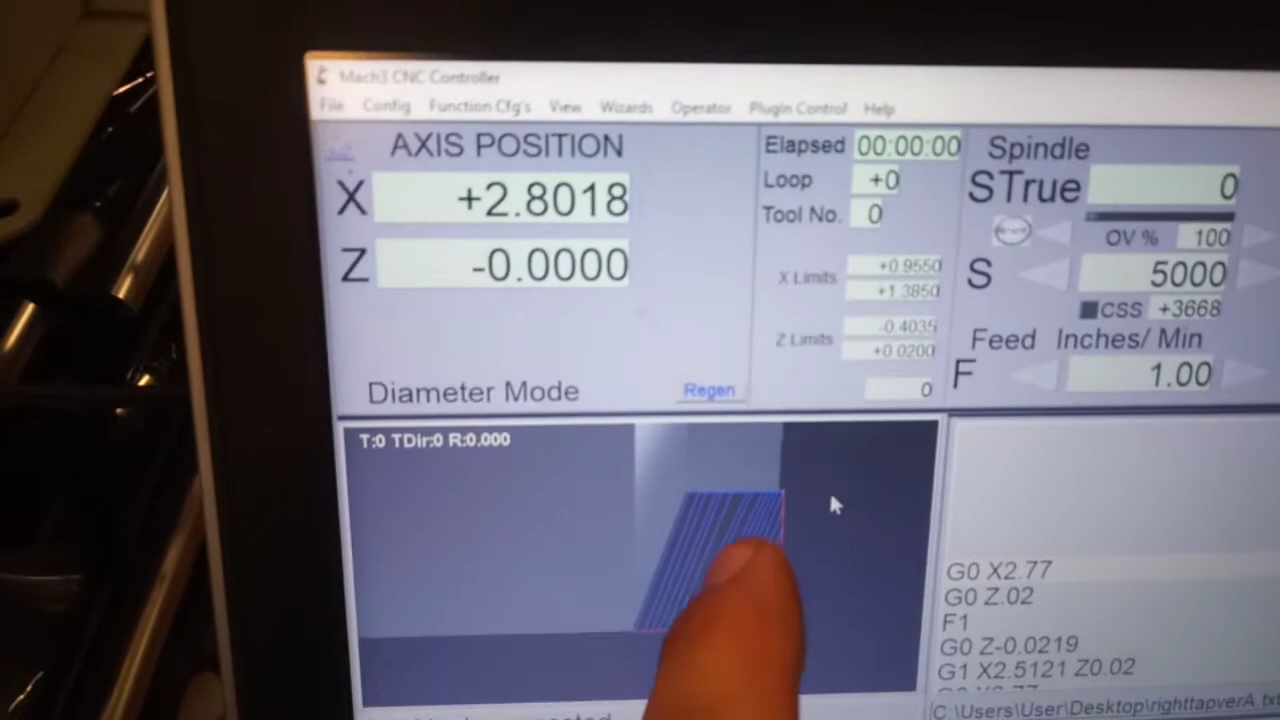 Mach3 CNC Controller
File Config Function Cfg's View Wizards Operator PlugIn Control Help
AXIS POSITION
X +2.8018
Z -0.0000
Diameter Mode
Regen
Elapsed 00:00:00
Loop +0
Tool No. 0
X Limits +0.9550
+1.3850
Z Limits -0.4035
+0.0200
0
Spindle
STrue 0
OV % 100
S 5000
CSS +3668
Feed Inches/ Min
F 1.00
T:0 TDir:0 R:0.000
G0 X2.77
G0 Z.02
F1
G0 Z-0.0219
G1 X2.5121 Z0.02
C:\Users\User\Desktop\righttapverA